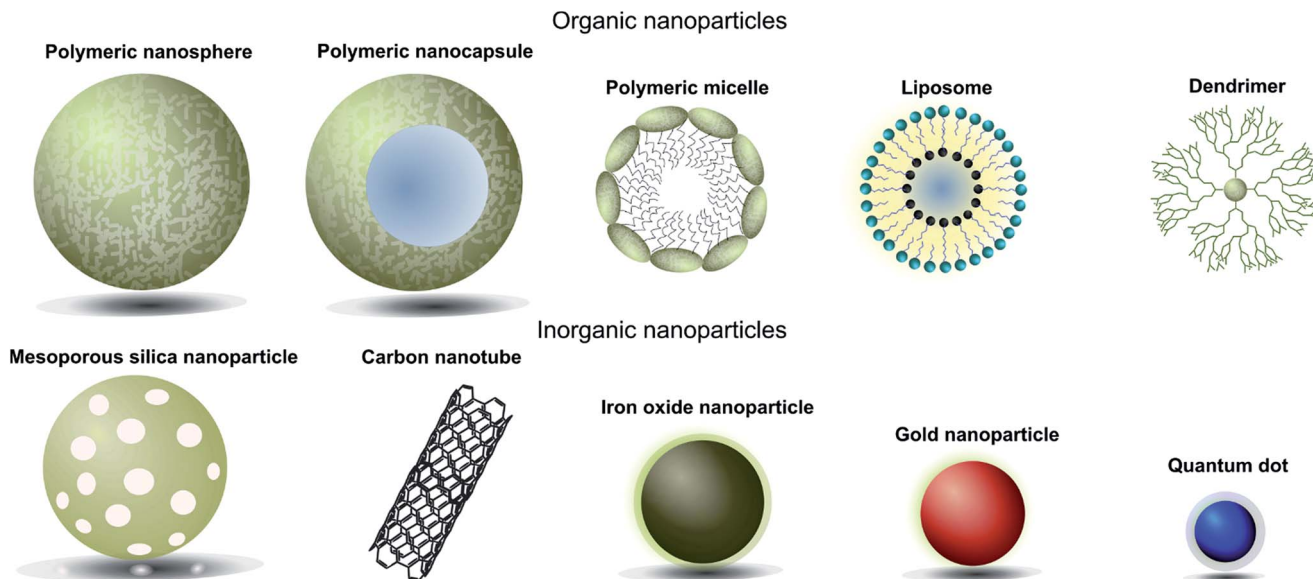 Organic nanoparticles
Polymeric nanosphere
Polymeric nanocapsule
Polymeric micelle
Liposome
Dendrimer
Inorganic nanoparticles
Mesoporous silica nanoparticle
Carbon nanotube
Iron oxide nanoparticle
Gold nanoparticle
Quantum dot